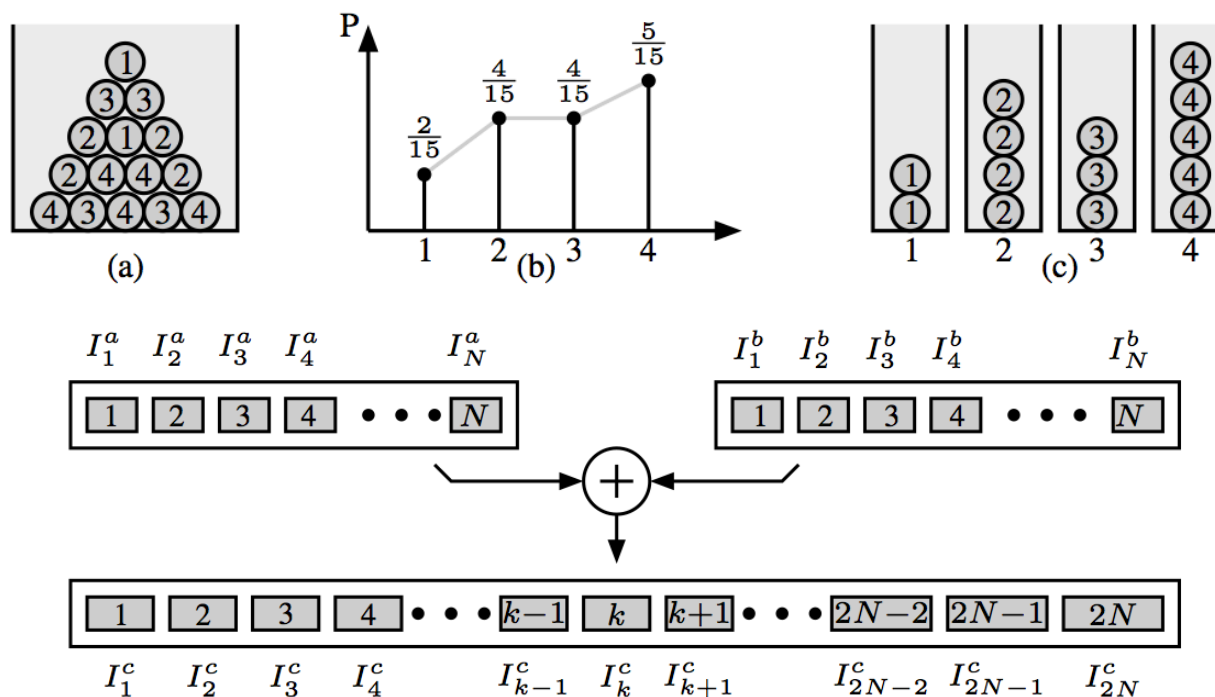 1
3 3
2 1 2
2 4 4 2
4 3 4 3 4
(a)
P
2/15
4/15
4/15
5/15
1 2 3 4
(b)
1
1
1
2
2
2
2
2
3
3
3
3
4
4
4
4
4
4
(c)
I_1^a I_2^a I_3^a I_4^a I_N^a
1 2 3 4 • • • N
I_1^b I_2^b I_3^b I_4^b I_N^b
1 2 3 4 • • • N
+
1 2 3 4 • • • k−1 k k+1 • • • 2N−2 2N−1 2N
I_1^c I_2^c I_3^c I_4^c I_{k−1}^c I_k^c I_{k+1}^c I_{2N−2}^c I_{2N−1}^c I_{2N}^c